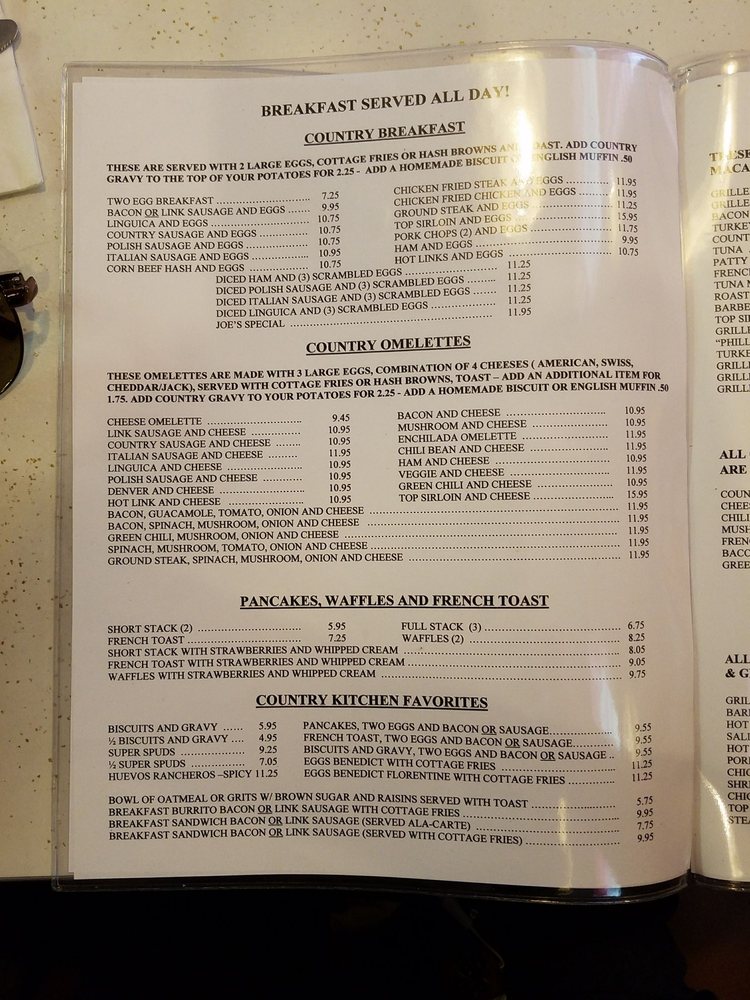 BREAKFAST SERVED ALL DAY!
COUNTRY BREAKFAST
THESE ARE SERVED WITH 2 LARGE EGGS, COTTAGE FRIES OR HASH BROWNS AND TOAST. ADD COUNTRY
GRAVY TO THE TOP OF YOUR POTATOES FOR 2.25 - ADD A HOMEMADE BISCUIT OR ENGLISH MUFFIN .50
TWO EGG BREAKFAST 7.25
BACON OR LINK SAUSAGE AND EGGS 9.95
LINGUICA AND EGGS 10.75
COUNTRY SAUSAGE AND EGGS 10.75
POLISH SAUSAGE AND EGGS 10.75
ITALIAN SAUSAGE AND EGGS 10.95
CORN BEEF HASH AND EGGS 10.75
CHICKEN FRIED STEAK AND EGGS 11.95
CHICKEN FRIED CHICKEN AND EGGS 11.95
GROUND STEAK AND EGGS 11.25
TOP SIRLOIN AND EGGS 15.95
PORK CHOPS (2) AND EGGS 11.75
HAM AND EGGS 9.95
HOT LINKS AND EGGS 10.75
DICED HAM AND (3) SCRAMBLED EGGS 11.25
DICED POLISH SAUSAGE AND (3) SCRAMBLED EGGS 11.25
DICED ITALIAN SAUSAGE AND (3) SCRAMBLED EGGS 11.25
DICED LINGUICA AND (3) SCRAMBLED EGGS 11.25
JOE'S SPECIAL 11.95
COUNTRY OMELETTES
THESE OMELETTES ARE MADE WITH 3 LARGE EGGS, COMBINATION OF 4 CHEESES ( AMERICAN, SWISS,
CHEDDAR/JACK), SERVED WITH COTTAGE FRIES OR HASH BROWNS, TOAST – ADD AN ADDITIONAL ITEM FOR
1.75. ADD COUNTRY GRAVY TO YOUR POTATOES FOR 2.25 - ADD A HOMEMADE BISCUIT OR ENGLISH MUFFIN .50
CHEESE OMELETTE 9.45
LINK SAUSAGE AND CHEESE 10.95
COUNTRY SAUSAGE AND CHEESE 10.95
ITALIAN SAUSAGE AND CHEESE 11.95
LINGUICA AND CHEESE 10.95
POLISH SAUSAGE AND CHEESE 10.95
DENVER AND CHEESE 10.95
HOT LINK AND CHEESE 10.95
BACON AND CHEESE 10.95
MUSHROOM AND CHEESE 10.95
ENCHILADA OMELETTE 11.95
CHILI BEAN AND CHEESE 11.95
HAM AND CHEESE 10.95
VEGGIE AND CHEESE 11.95
GREEN CHILI AND CHEESE 10.95
TOP SIRLOIN AND CHEESE 15.95
BACON, GUACAMOLE, TOMATO, ONION AND CHEESE 11.95
BACON, SPINACH, MUSHROOM, ONION AND CHEESE 11.95
GREEN CHILI, MUSHROOM, ONION AND CHEESE 11.95
SPINACH, MUSHROOM, TOMATO, ONION AND CHEESE 11.95
GROUND STEAK, SPINACH, MUSHROOM, ONION AND CHEESE 11.95
PANCAKES, WAFFLES AND FRENCH TOAST
SHORT STACK (2) 5.95
FRENCH TOAST 7.25
FULL STACK (3) 6.75
WAFFLES (2) 8.25
SHORT STACK WITH STRAWBERRIES AND WHIPPED CREAM 8.05
FRENCH TOAST WITH STRAWBERRIES AND WHIPPED CREAM 9.05
WAFFLES WITH STRAWBERRIES AND WHIPPED CREAM 9.75
COUNTRY KITCHEN FAVORITES
BISCUITS AND GRAVY 5.95
½ BISCUITS AND GRAVY 4.95
SUPER SPUDS 9.25
½ SUPER SPUDS 7.05
HUEVOS RANCHEROS –SPICY 11.25
PANCAKES, TWO EGGS AND BACON OR SAUSAGE 9.55
FRENCH TOAST, TWO EGGS AND BACON OR SAUSAGE 9.55
BISCUITS AND GRAVY, TWO EGGS AND BACON OR SAUSAGE 9.55
EGGS BENEDICT WITH COTTAGE FRIES 11.25
EGGS BENEDICT FLORENTINE WITH COTTAGE FRIES 11.25
BOWL OF OATMEAL OR GRITS W/ BROWN SUGAR AND RAISINS SERVED WITH TOAST 5.75
BREAKFAST BURRITO BACON OR LINK SAUSAGE WITH COTTAGE FRIES 9.95
BREAKFAST SANDWICH BACON OR LINK SAUSAGE (SERVED ALA-CARTE) 7.75
BREAKFAST SANDWICH BACON OR LINK SAUSAGE (SERVED WITH COTTAGE FRIES) 9.95